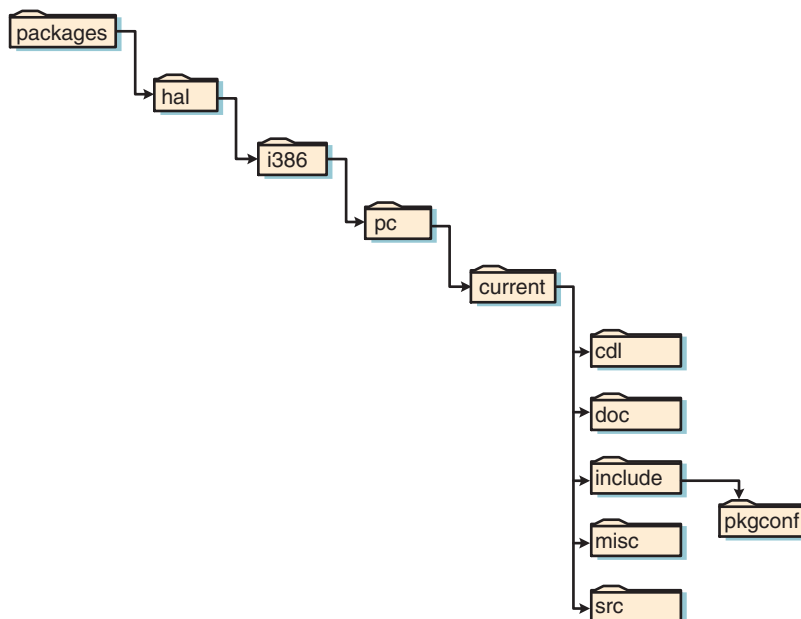 packages
hal
i386
pc
current
cdl
doc
include
pkgconf
misc
src